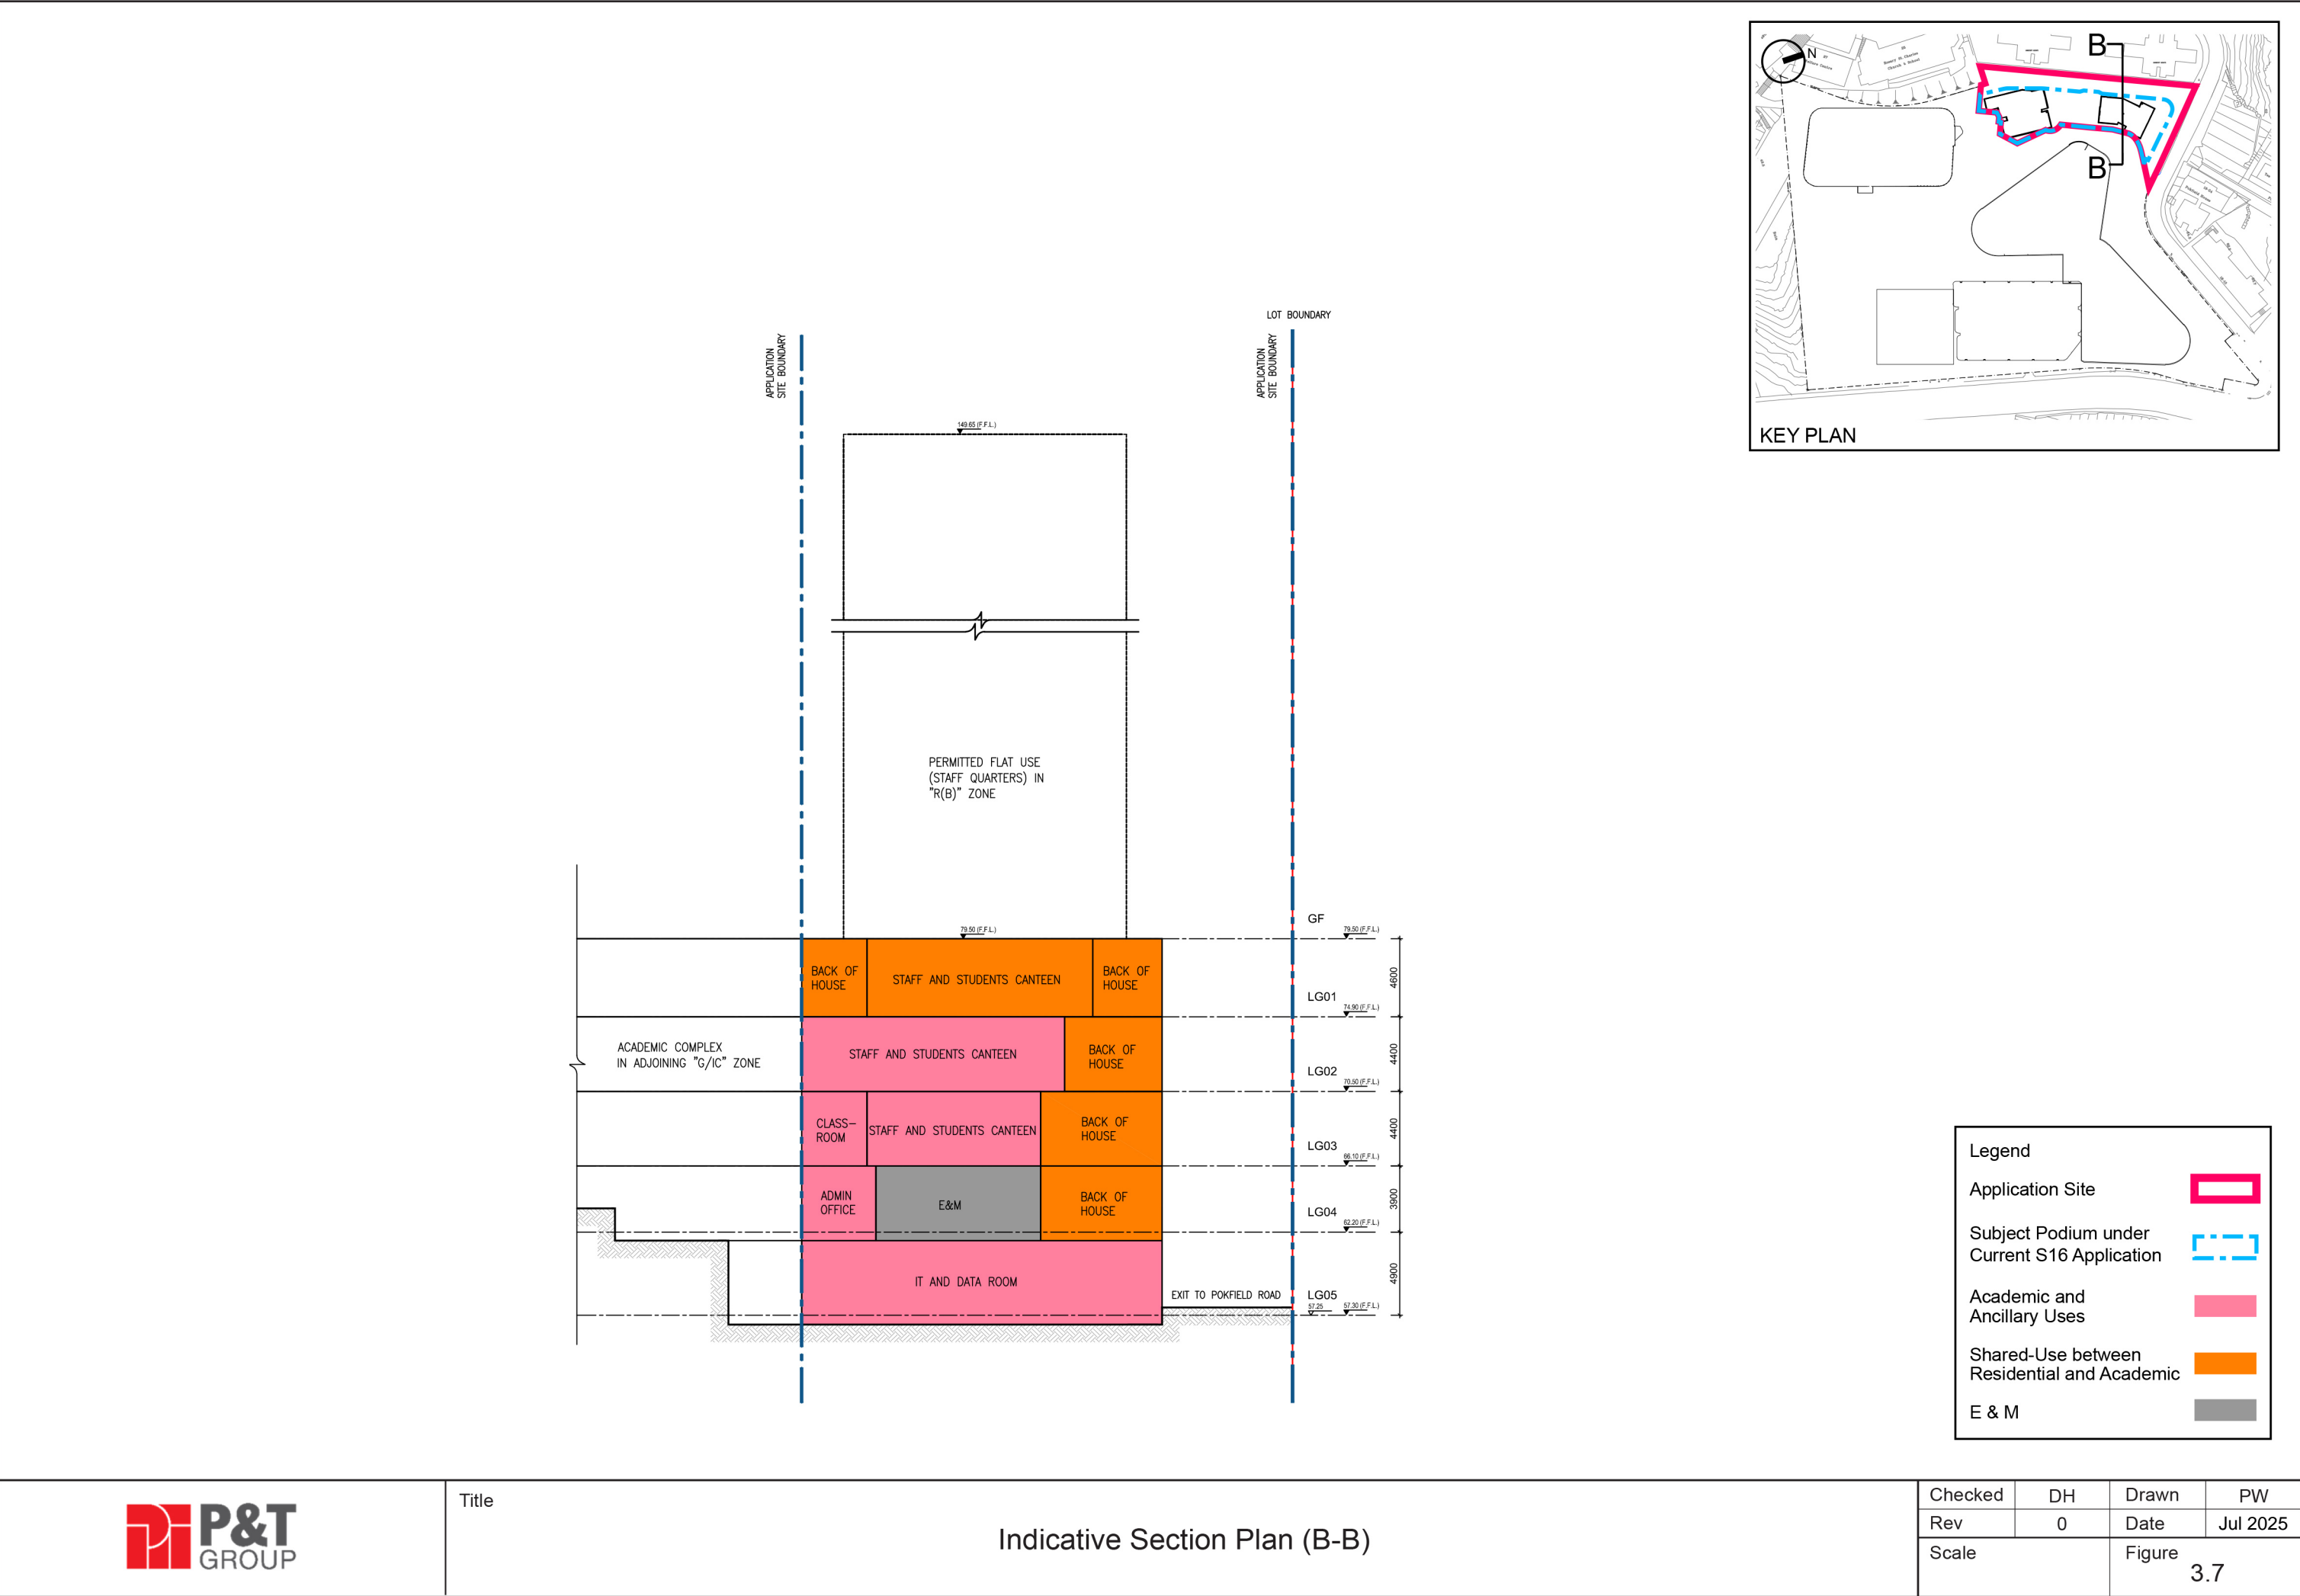 B
N
B
KEY PLAN
LOT BOUNDARY
APPLICATION
SITE BOUNDARY
APPLICATION
SITE BOUNDARY
149.65 (F.F.L.)
PERMITTED FLAT USE
(STAFF QUARTERS) IN
"R(B)" ZONE
GF
79.50 (F.F.L.)
79.50 (F.F.L.)
BACK OF
HOUSE
STAFF AND STUDENTS CANTEEN
BACK OF
HOUSE
4600
LG01
74.90 (F.F.L.)
ACADEMIC COMPLEX
IN ADJOINING "G/IC" ZONE
STAFF AND STUDENTS CANTEEN
BACK OF
HOUSE
4400
LG02
70.50 (F.F.L.)
CLASS-
ROOM
STAFF AND STUDENTS CANTEEN
BACK OF
HOUSE
4400
LG03
66.10 (F.F.L.)
ADMIN
OFFICE
E&M
BACK OF
HOUSE
3900
LG04
62.20 (F.F.L.)
IT AND DATA ROOM
4900
EXIT TO POKFIELD ROAD
LG05
57.25
57.30 (F.F.L.)
Legend
Application Site
Subject Podium under
Current S16 Application
Academic and
Ancillary Uses
Shared-Use between
Residential and Academic
E & M
P&T
GROUP
Title
Indicative Section Plan (B-B)
Checked DH Drawn PW
Rev 0 Date Jul 2025
Scale Figure
3.7